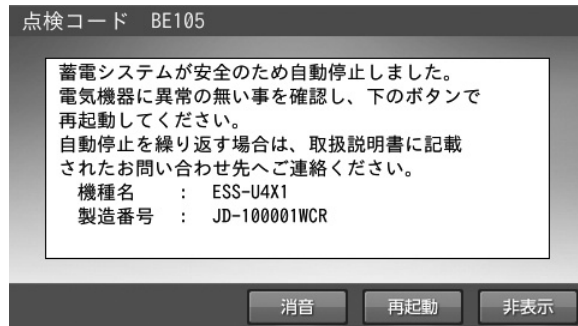 点検コード BE105
蓄電システムが安全のため自動停止しました。
電気機器に異常の無い事を確認し、下のボタンで
再起動してください。
自動停止を繰り返す場合は、取扱説明書に記載
されたお問い合わせ先へご連絡ください。
機種名 : ESS-U4X1
製造番号 : JD-100001WCR
消音 再起動 非表示